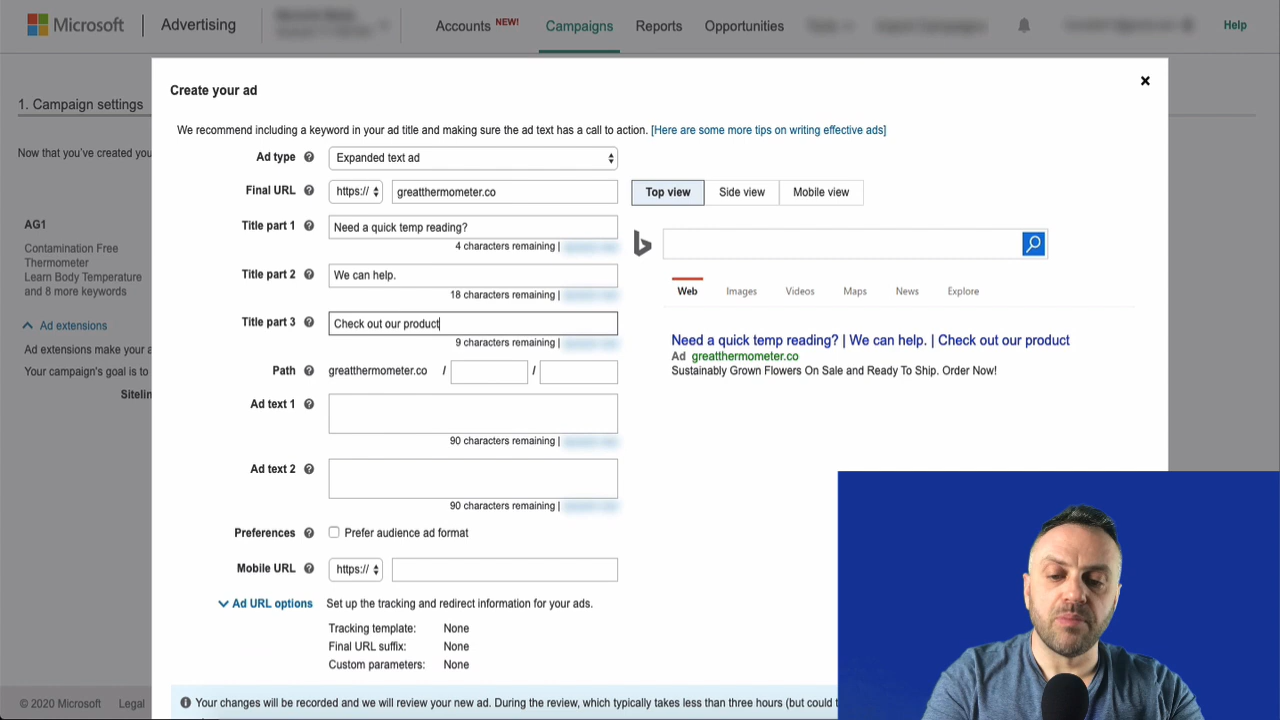 Microsoft | Advertising
Accounts NEW!
Campaigns
Reports
Opportunities
Help
1. Campaign settings
Now that you've created you
AG1
Contamination Free
Thermometer
Learn Body Temperature
and 8 more keywords
Ad extensions
Ad extensions make your a
Your campaign's goal is to
Sitelin
© 2020 Microsoft
Legal
Create your ad
We recommend including a keyword in your ad title and making sure the ad text has a call to action. [Here are some more tips on writing effective ads]
Ad type
Expanded text ad
Final URL
https://
greatthermometer.co
Title part 1
Need a quick temp reading?
4 characters remaining |
Title part 2
We can help.
18 characters remaining |
Title part 3
Check out our product
9 characters remaining |
Path
greatthermometer.co / /
Ad text 1
90 characters remaining |
Ad text 2
90 characters remaining |
Preferences
Prefer audience ad format
Mobile URL
https://
Ad URL options
Set up the tracking and redirect information for your ads.
Tracking template: None
Final URL suffix: None
Custom parameters: None
Your changes will be recorded and we will review your new ad. During the review, which typically takes less than three hours (but could t
Top view
Side view
Mobile view
Web
Images
Videos
Maps
News
Explore
Need a quick temp reading? | We can help. | Check out our product
Ad greatthermometer.co
Sustainably Grown Flowers On Sale and Ready To Ship. Order Now!